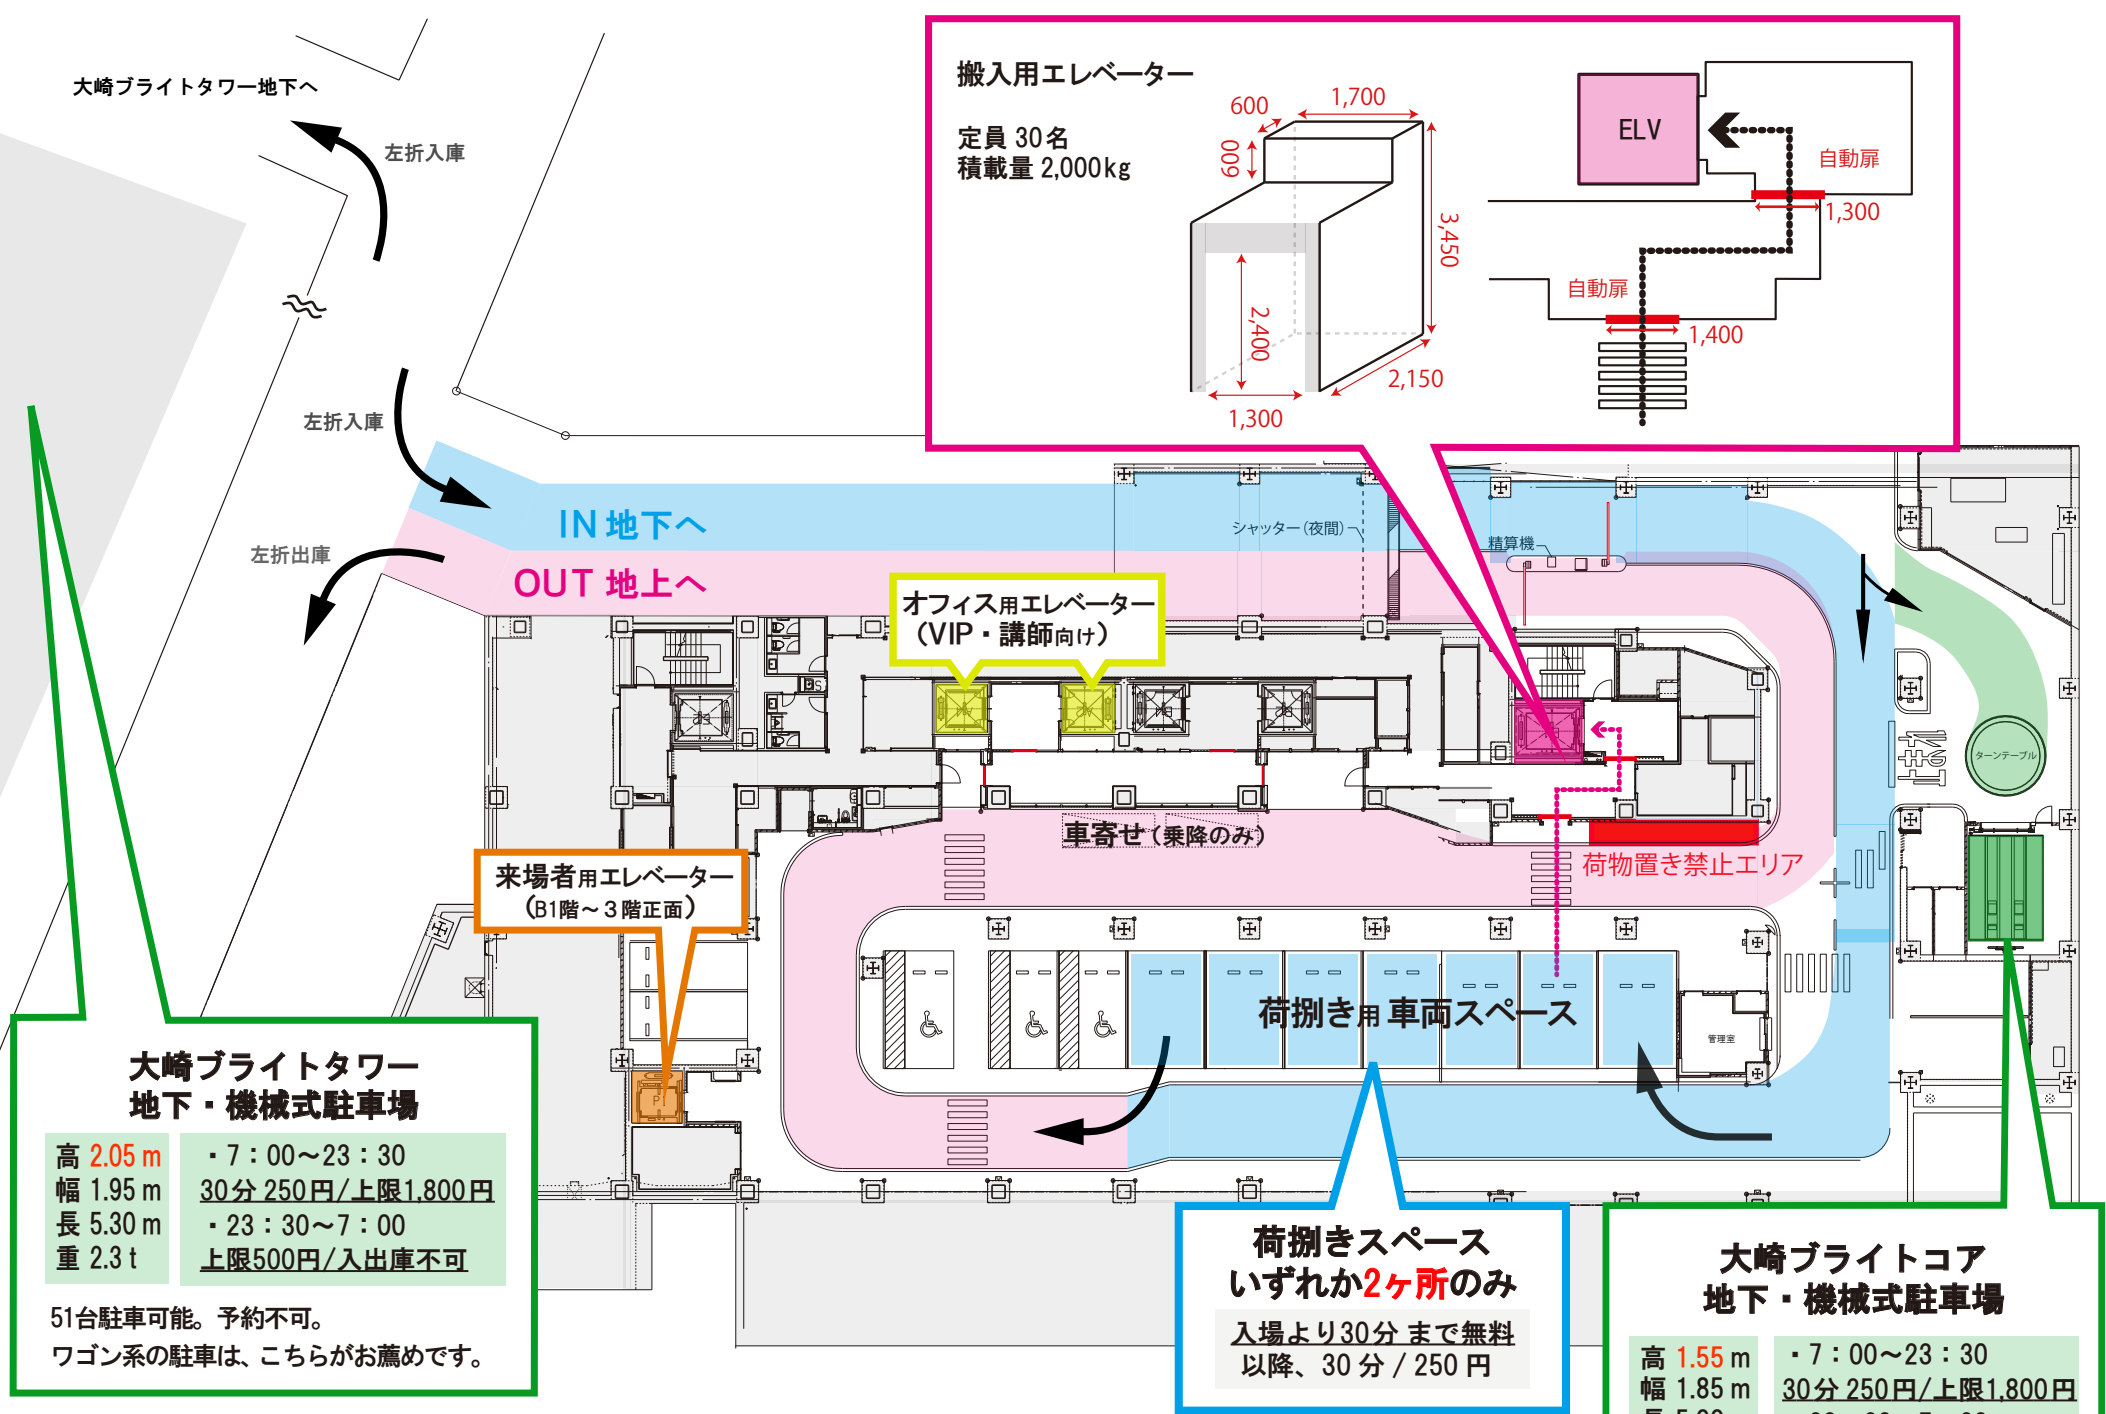 大崎ブライトタワー地下へ
左折入庫
左折入庫
左折出庫
IN 地下へ
OUT 地上へ
搬入用エレベーター
定員 30名
積載量 2,000kg
600
1,700
600
3,450
2,400
2,150
1,300
ELV
自動扉
1,300
自動扉
1,400
シャッター(夜間)
精算機
オフィス用エレベーター
(VIP・講師向け)
ターンテーブル
車寄せ(乗降のみ)
荷物置き禁止エリア
来場者用エレベーター
(B1階～3階正面)
荷捌き用 車両スペース
管理室
大崎ブライトタワー
地下・機械式駐車場
高 2.05 m
幅 1.95 m
長 5.30 m
重 2.3 t
・7：00～23：30
30分 250円/上限1,800円
・23：30～7：00
上限500円/入出庫不可
51台駐車可能。予約不可。
ワゴン系の駐車は、こちらがお薦めです。
荷捌きスペース
いずれか2ヶ所のみ
入場より30分 まで無料
以降、30 分 / 250 円
大崎ブライトコア
地下・機械式駐車場
高 1.55 m
幅 1.85 m
・7：00～23：30
30分 250円/上限1,800円